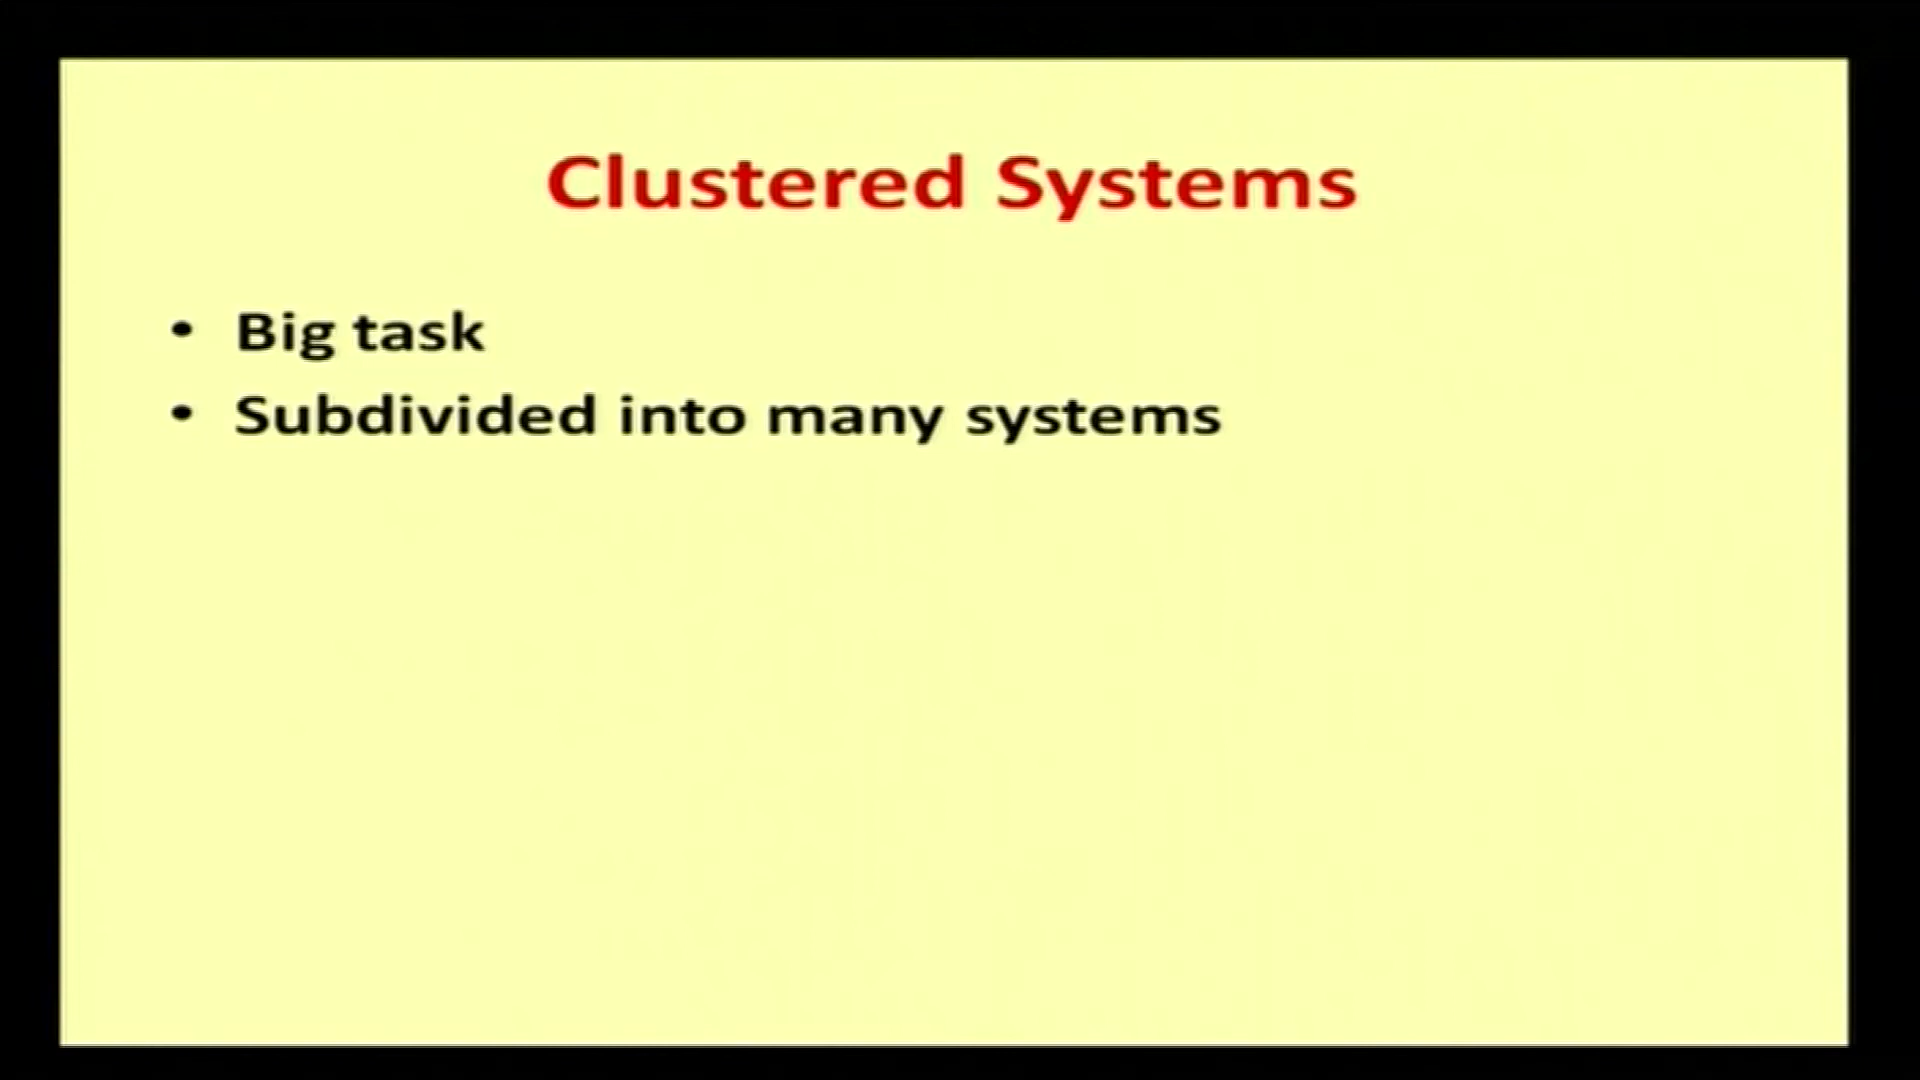 Clustered Systems
• Big task
• Subdivided into many systems